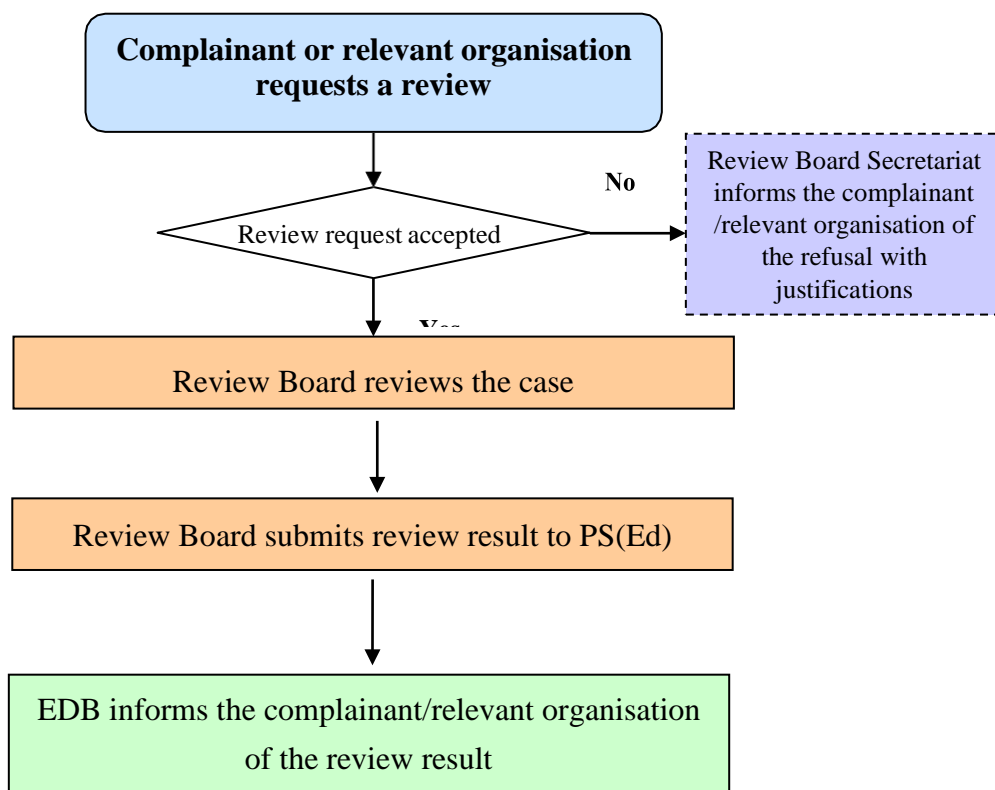 Complainant or relevant organisation
requests a review
No
Review Board Secretariat
informs the complainant
/relevant organisation of
the refusal with
justifications
Review request accepted
Review Board reviews the case
Review Board submits review result to PS(Ed)
EDB informs the complainant/relevant organisation
of the review result